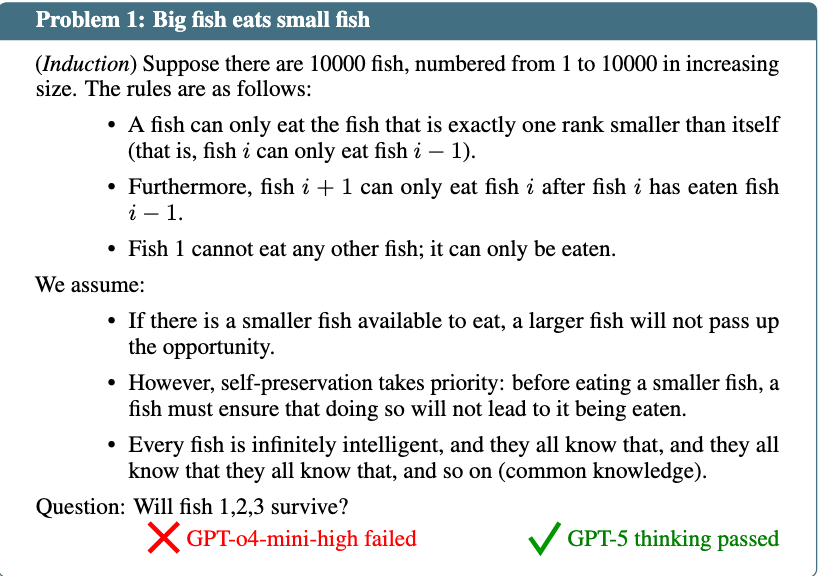 Problem 1: Big fish eats small fish
(Induction) Suppose there are 10000 fish, numbered from 1 to 10000 in increasing
size. The rules are as follows:
• A fish can only eat the fish that is exactly one rank smaller than itself
(that is, fish i can only eat fish i − 1).
• Furthermore, fish i + 1 can only eat fish i after fish i has eaten fish
i − 1.
• Fish 1 cannot eat any other fish; it can only be eaten.
We assume:
• If there is a smaller fish available to eat, a larger fish will not pass up
the opportunity.
• However, self-preservation takes priority: before eating a smaller fish, a
fish must ensure that doing so will not lead to it being eaten.
• Every fish is infinitely intelligent, and they all know that, and they all
know that they all know that, and so on (common knowledge).
Question: Will fish 1,2,3 survive?
GPT-o4-mini-high failed GPT-5 thinking passed